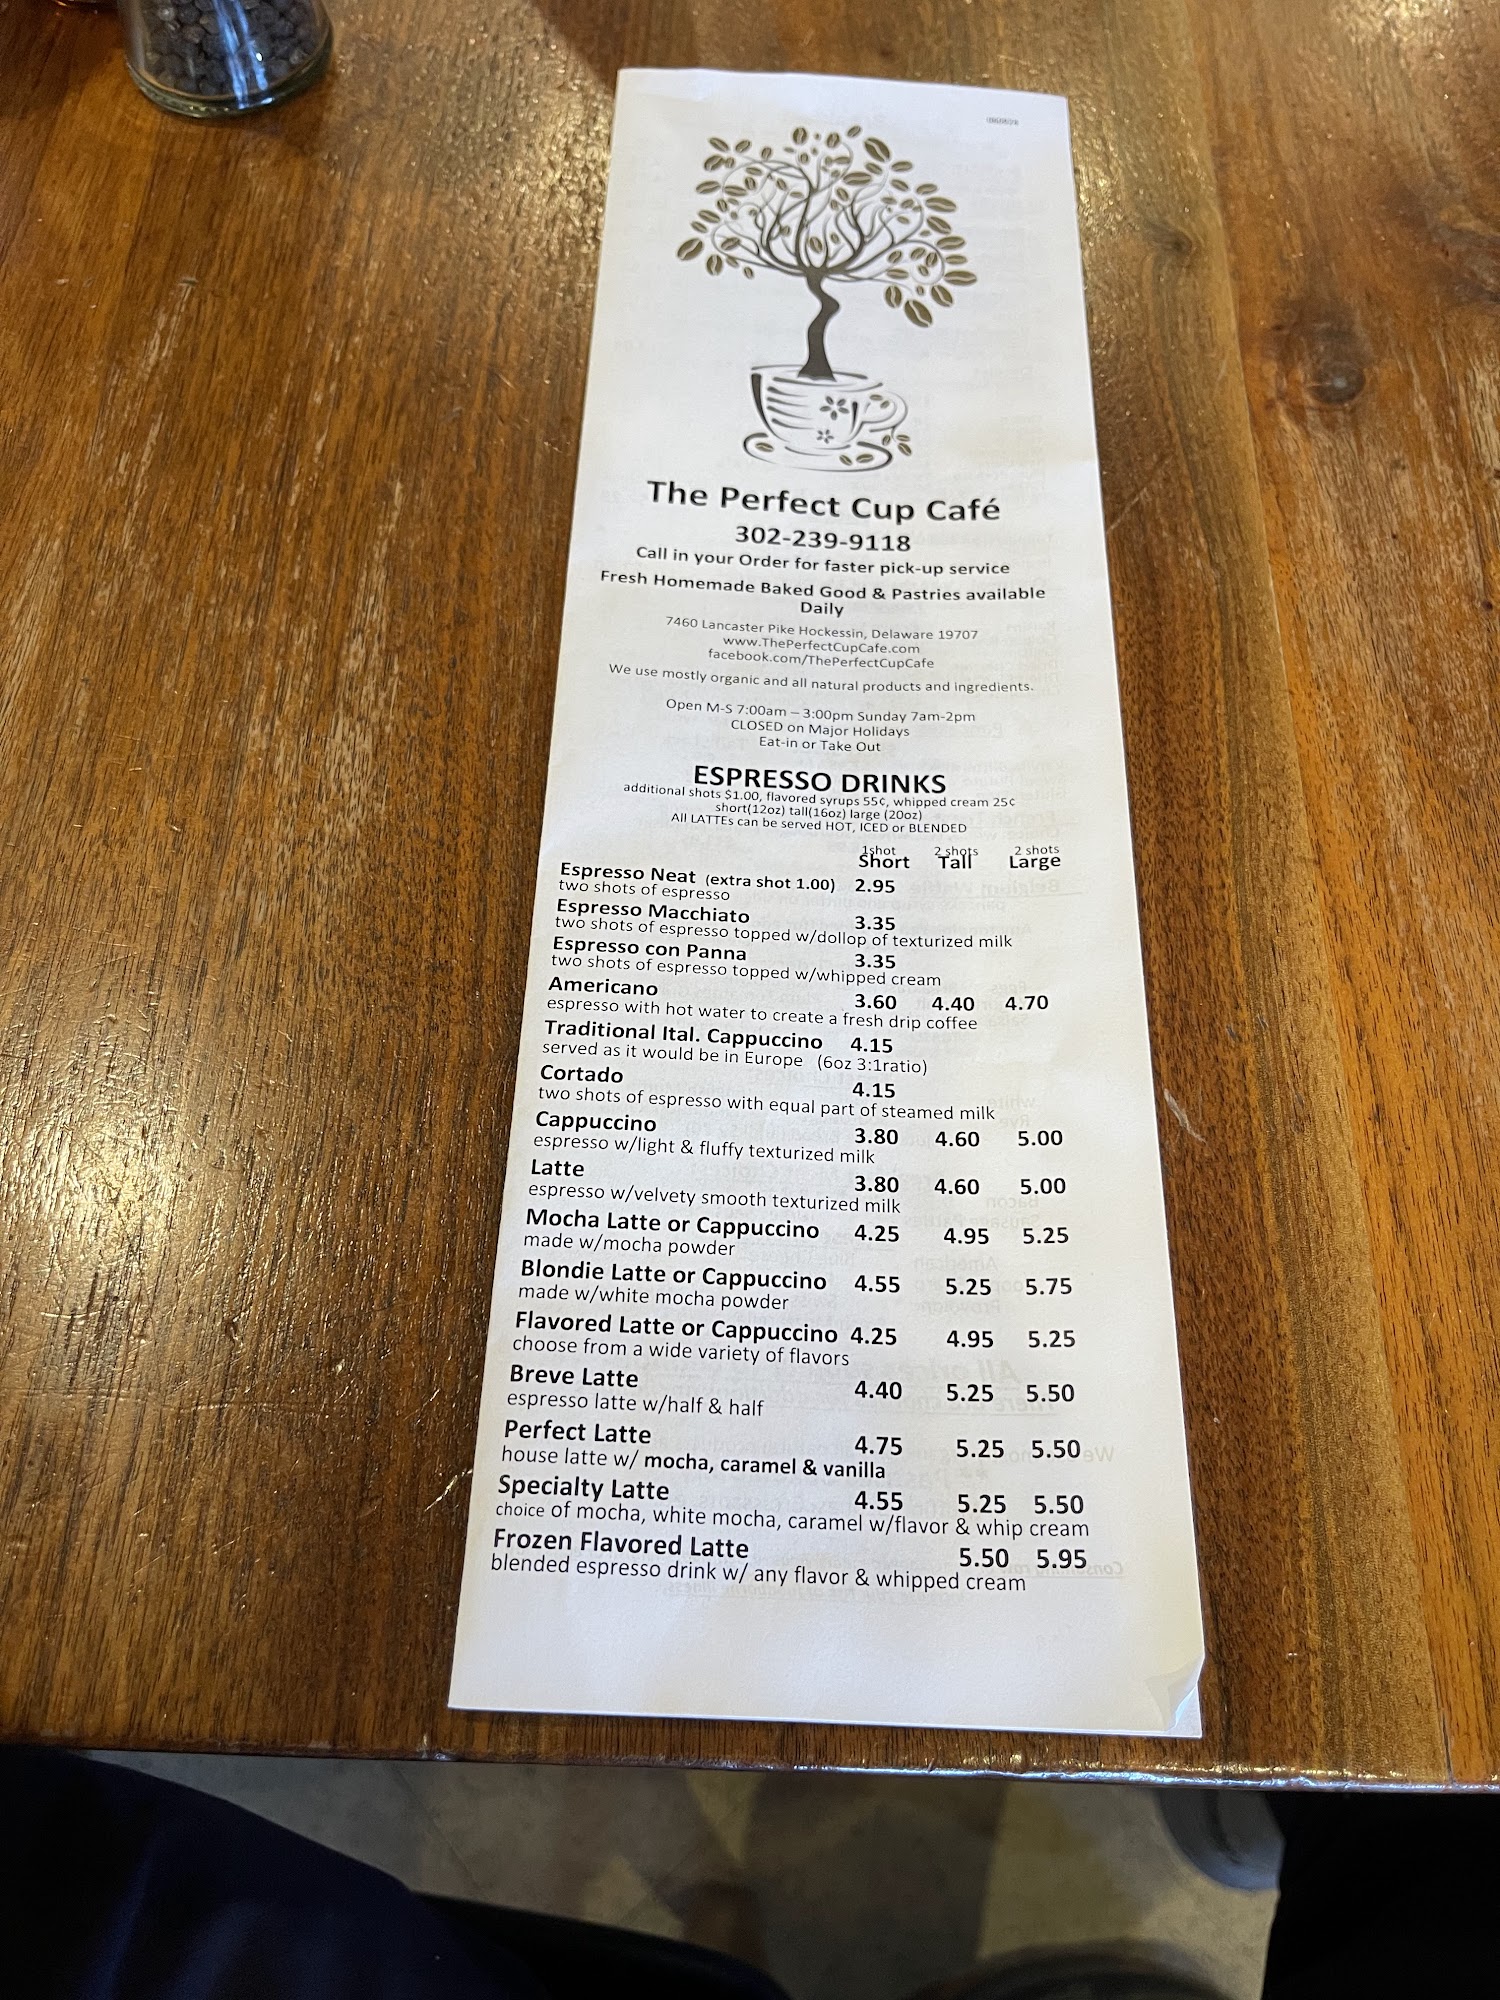 The Perfect Cup Café
302-239-9118
Call in your Order for faster pick-up service
Fresh Homemade Baked Good & Pastries available
Daily
7460 Lancaster Pike Hockessin, Delaware 19707
www.ThePerfectCupCafe.com
facebook.com/ThePerfectCupCafe
We use mostly organic and all natural products and ingredients.
Open M-S 7:00am – 3:00pm Sunday 7am-2pm
CLOSED on Major Holidays
Eat-in or Take Out
ESPRESSO DRINKS
additional shots $1.00, flavored syrups 55¢, whipped cream 25¢
short(12oz) tall(16oz) large (20oz)
All LATTEs can be served HOT, ICED or BLENDED
1shot 2 shots 2 shots
Short Tall Large
Espresso Neat (extra shot 1.00) 2.95
two shots of espresso
Espresso Macchiato 3.35
two shots of espresso topped w/dollop of texturized milk
Espresso con Panna 3.35
two shots of espresso topped w/whipped cream
Americano 3.60 4.40 4.70
espresso with hot water to create a fresh drip coffee
Traditional Ital. Cappuccino 4.15
served as it would be in Europe (6oz 3:1ratio)
Cortado 4.15
two shots of espresso with equal part of steamed milk
Cappuccino 3.80 4.60 5.00
espresso w/light & fluffy texturized milk
Latte 3.80 4.60 5.00
espresso w/velvety smooth texturized milk
Mocha Latte or Cappuccino 4.25 4.95 5.25
made w/mocha powder
Blondie Latte or Cappuccino 4.55 5.25 5.75
made w/white mocha powder
Flavored Latte or Cappuccino 4.25 4.95 5.25
choose from a wide variety of flavors
Breve Latte 4.40 5.25 5.50
espresso latte w/half & half
Perfect Latte 4.75 5.25 5.50
house latte w/ mocha, caramel & vanilla
Specialty Latte 4.55 5.25 5.50
choice of mocha, white mocha, caramel w/flavor & whip cream
Frozen Flavored Latte 5.50 5.95
blended espresso drink w/ any flavor & whipped cream